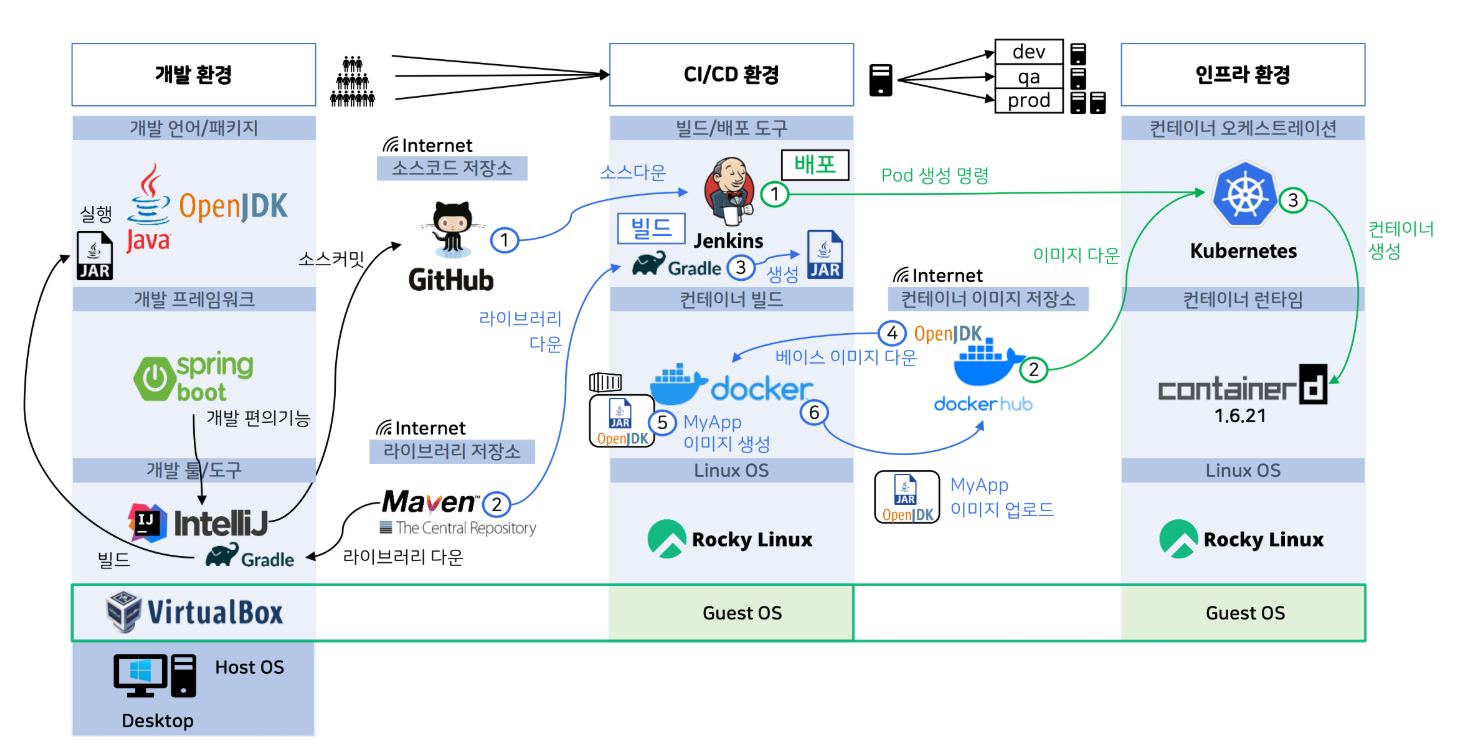 개발 환경
CI/CD 환경
dev
qa
prod
인프라 환경
개발 언어/패키지
빌드/배포 도구
컨테이너 오케스트레이션
Internet
소스코드 저장소
소스다운
배포
1
Pod 생성 명령
실행
Java
OpenJDK
JAR
소스커밋
1
GitHub
빌드
Jenkins
Gradle
3
생성
JAR
이미지 다운
3
Kubernetes
컨테이너
생성
개발 프레임워크
라이브러리
다운
컨테이너 빌드
Internet
컨테이너 이미지 저장소
컨테이너 런타임
spring
boot
개발 편의기능
4
OpenJDK
베이스 이미지 다운
docker
2
docker hub
containerd
1.6.21
JAR
OpenJDK
5
MyApp
이미지 생성
6
Internet
라이브러리 저장소
개발 툴/도구
Linux OS
Linux OS
IJ
IntelliJ
Maven™
2
The Central Repository
JAR
OpenJDK
MyApp
이미지 업로드
빌드
Gradle
라이브러리 다운
Rocky Linux
Rocky Linux
VirtualBox
Guest OS
Guest OS
Host OS
Desktop